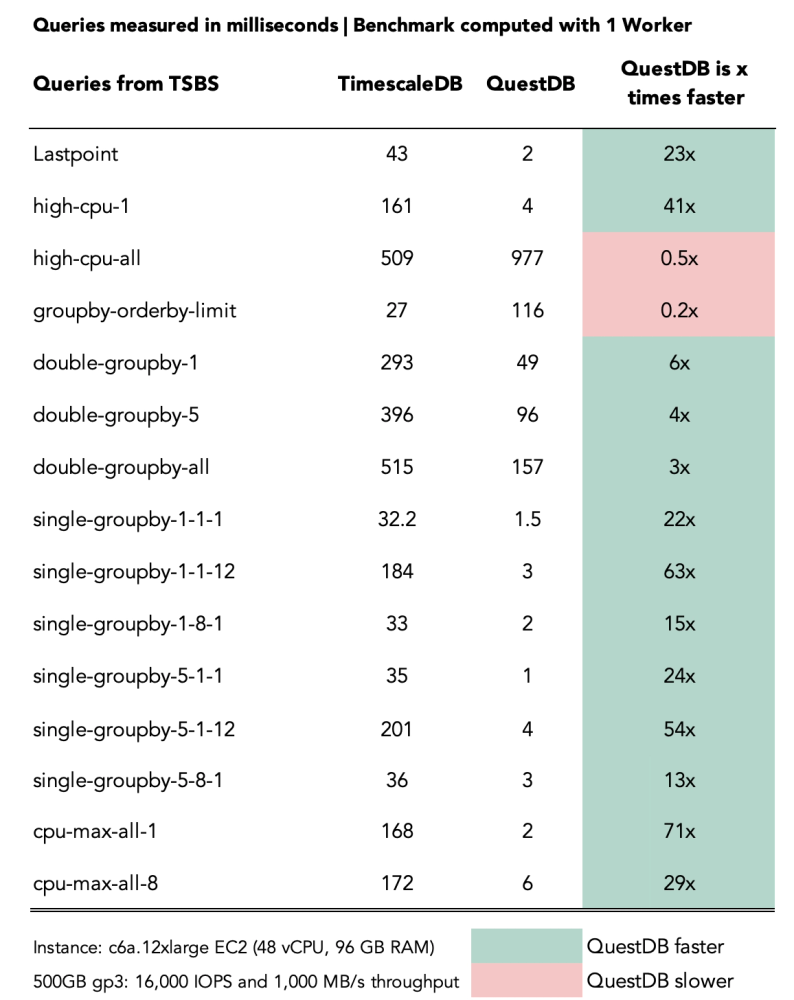 Queries measured in milliseconds | Benchmark computed with 1 Worker
Queries from TSBS TimescaleDB QuestDB QuestDB is x times faster
Lastpoint 43 2 23x
high-cpu-1 161 4 41x
high-cpu-all 509 977 0.5x
groupby-orderby-limit 27 116 0.2x
double-groupby-1 293 49 6x
double-groupby-5 396 96 4x
double-groupby-all 515 157 3x
single-groupby-1-1-1 32.2 1.5 22x
single-groupby-1-1-12 184 3 63x
single-groupby-1-8-1 33 2 15x
single-groupby-5-1-1 35 1 24x
single-groupby-5-1-12 201 4 54x
single-groupby-5-8-1 36 3 13x
cpu-max-all-1 168 2 71x
cpu-max-all-8 172 6 29x
Instance: c6a.12xlarge EC2 (48 vCPU, 96 GB RAM) QuestDB faster
500GB gp3: 16,000 IOPS and 1,000 MB/s throughput QuestDB slower